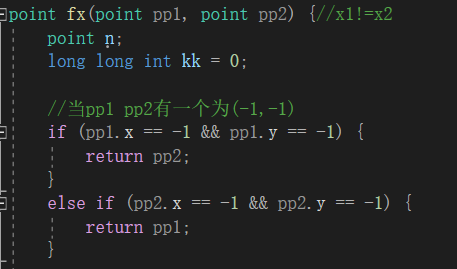 point fx(point pp1, point pp2) {//x1!=x2
point n;
long long int kk = 0;
//当pp1 pp2有一个为(-1,-1)
if (pp1.x == -1 && pp1.y == -1) {
return pp2;
}
else if (pp2.x == -1 && pp2.y == -1) {
return pp1;
}